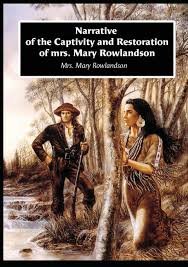 Narrative
of the Captivity and Restoration
of mrs. Mary Rowlandson
Mrs. Mary Rowlandson